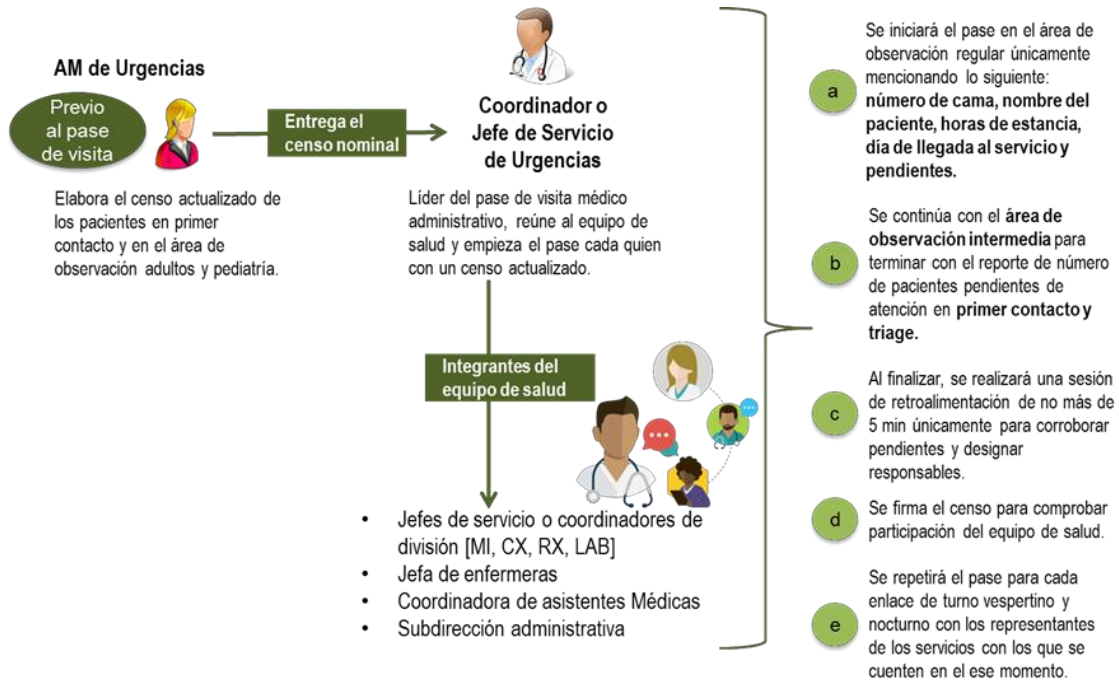 AM de Urgencias
Previo
al pase
de visita
Elabora el censo actualizado de
los pacientes en primer
contacto y en el área de
observación adultos y pediatría.
Entrega el
censo nominal
Coordinador o
Jefe de Servicio
de Urgencias
Líder del pase de visita médico
administrativo, reúne al equipo de
salud y empieza el pase cada quien
con un censo actualizado.
Integrantes del
equipo de salud
• Jefes de servicio o coordinadores de
división [MI, CX, RX, LAB]
• Jefa de enfermeras
• Coordinadora de asistentes Médicas
• Subdirección administrativa
a
Se iniciará el pase en el área de
observación regular únicamente
mencionando lo siguiente:
número de cama, nombre del
paciente, horas de estancia,
día de llegada al servicio y
pendientes.
b
Se continúa con el área de
observación intermedia para
terminar con el reporte de número
de pacientes pendientes de
atención en primer contacto y
triage.
c
Al finalizar, se realizará una sesión
de retroalimentación de no más de
5 min únicamente para corroborar
pendientes y designar
responsables.
d
Se firma el censo para comprobar
participación del equipo de salud.
e
Se repetirá el pase para cada
enlace de turno vespertino y
nocturno con los representantes
de los servicios con los que se
cuenten en el ese momento.